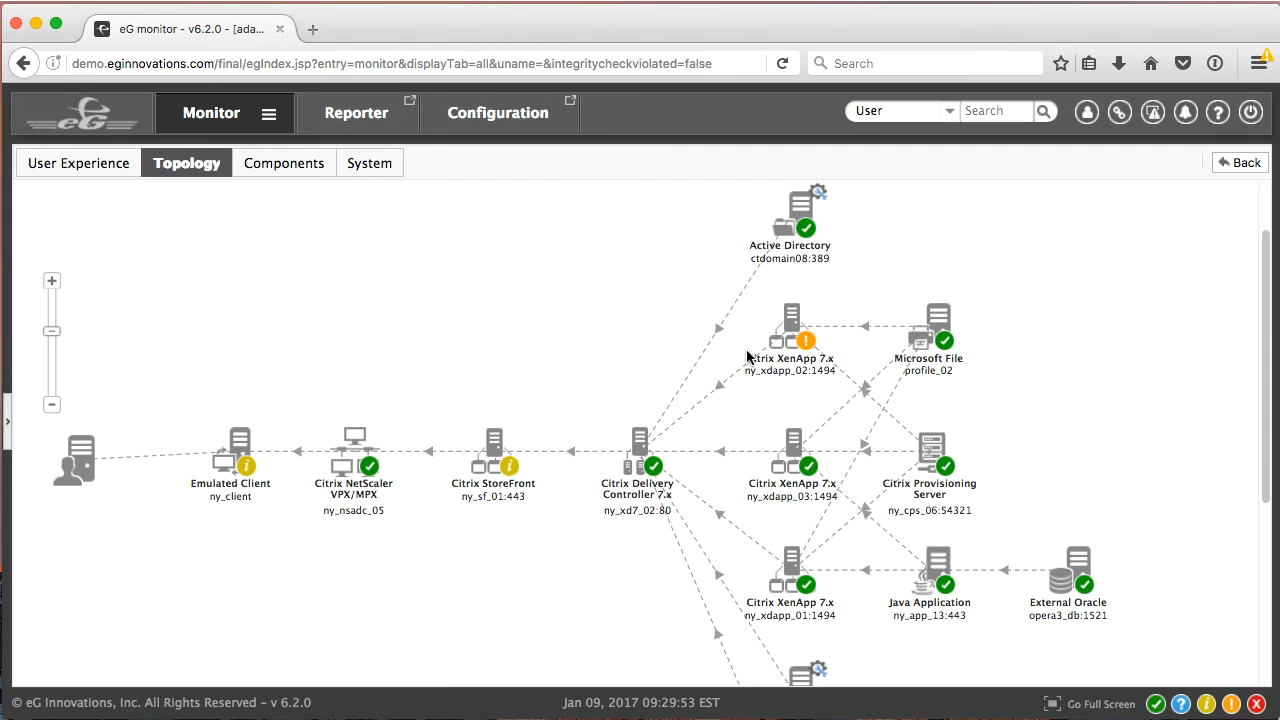 eG monitor - v6.2.0 - [ada...
demo.eginnovations.com/final/egIndex.jsp?entry=monitor&displayTab=all&uname=&integritycheckviolated=false
Search
eG
Monitor
Reporter
Configuration
User
Search
User Experience
Topology
Components
System
Back
Active Directory
ctdomain08:389
Citrix XenApp 7.x
ny_xdapp_02:1494
Microsoft File
profile_02
Emulated Client
ny_client
Citrix NetScaler
VPX/MPX
ny_nsadc_05
Citrix StoreFront
ny_sf_01:443
Citrix Delivery
Controller 7.x
ny_xd7_02:80
Citrix XenApp 7.x
ny_xdapp_03:1494
Citrix Provisioning
Server
ny_cps_06:54321
Citrix XenApp 7.x
ny_xdapp_01:1494
Java Application
ny_app_13:443
External Oracle
opera3_db:1521
© eG Innovations, Inc. All Rights Reserved - v 6.2.0
Jan 09, 2017 09:29:53 EST
Go Full Screen